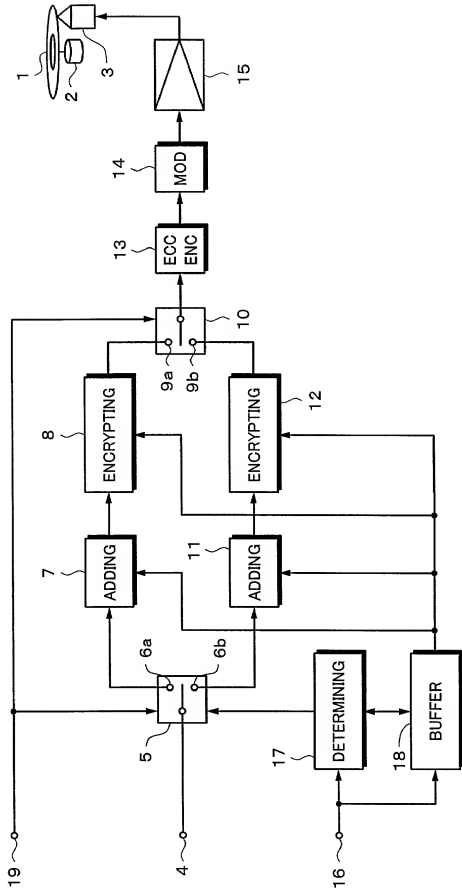 1
2
3
15
14
MOD
13
ECC
ENC
10
9a
9b
8
ENCRYPTING
12
ENCRYPTING
7
ADDING
11
ADDING
6a
6b
5
17
DETERMINING
18
BUFFER
19
4
16